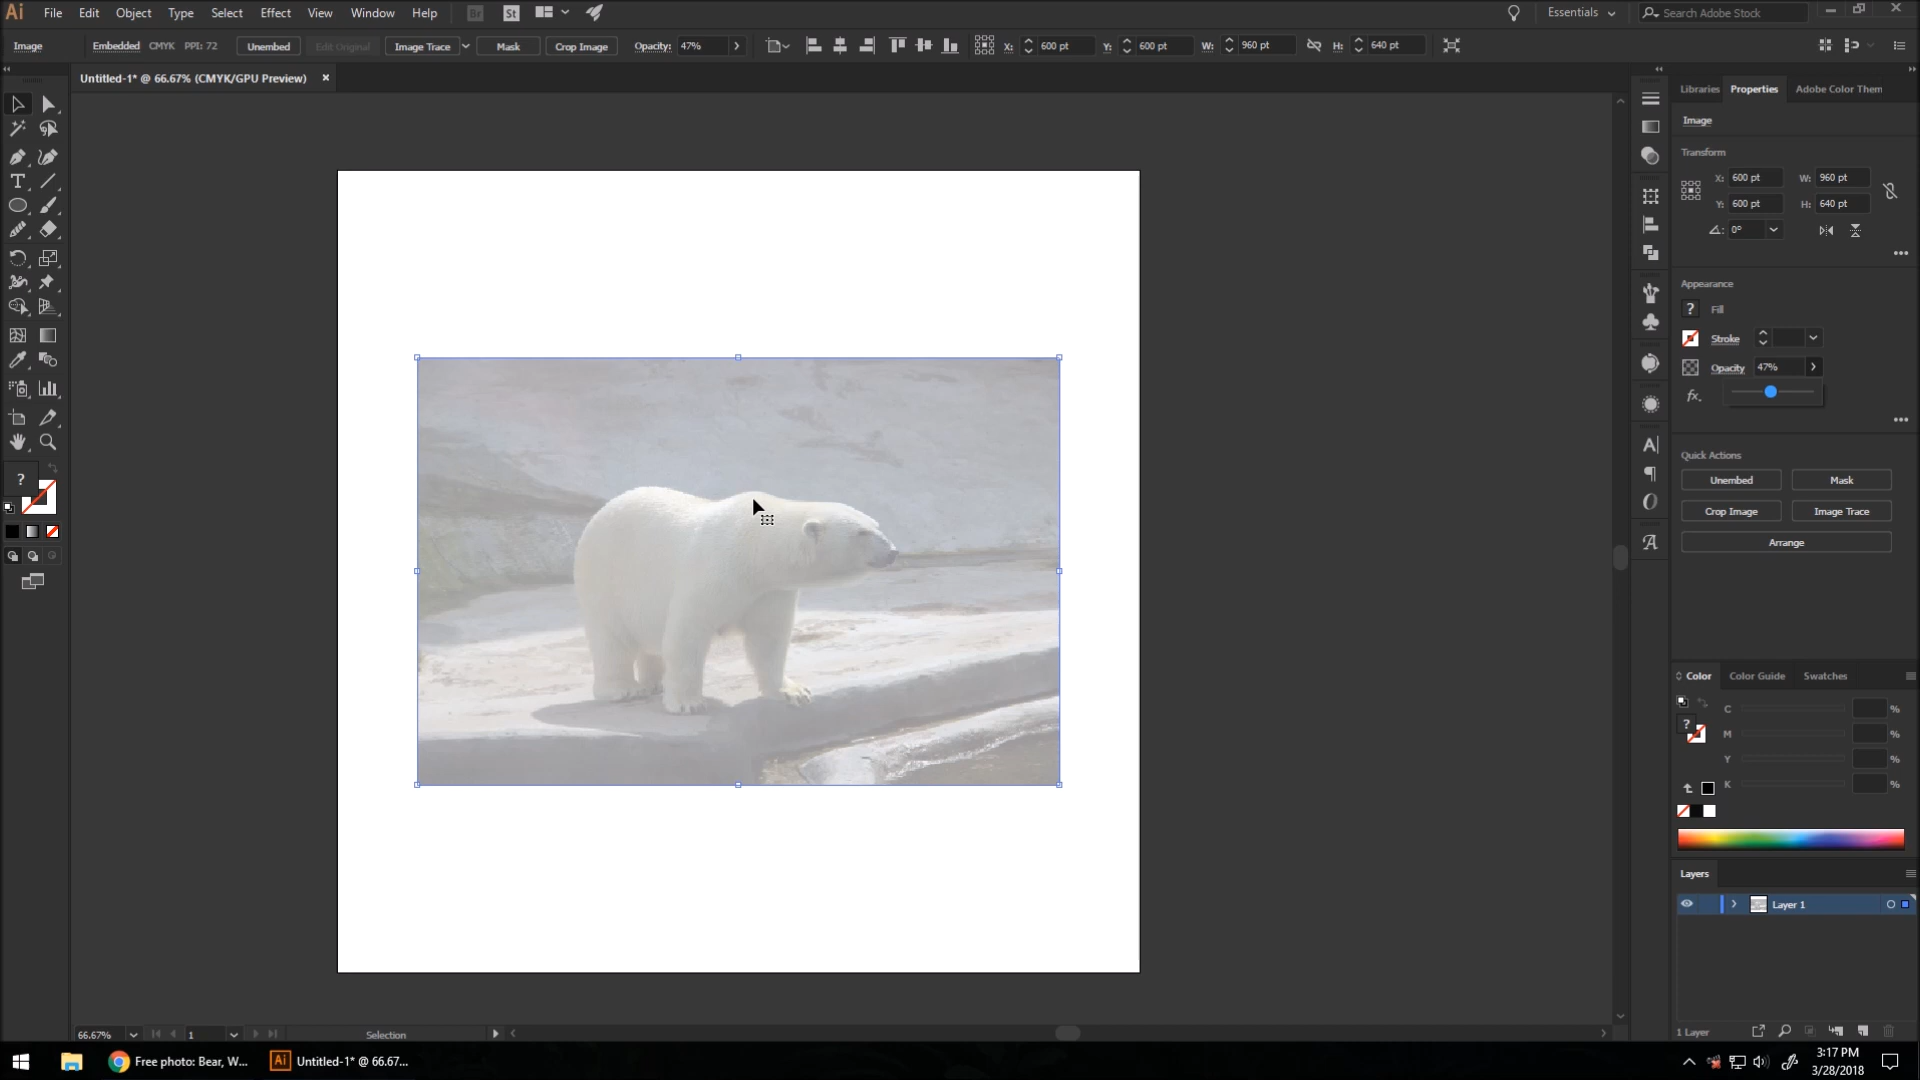 Ai File Edit Object Type Select Effect View Window Help Br St Essentials Search Adobe Stock
Image Embedded CMYK PPI: 72 Unembed Edit Original Image Trace Mask Crop Image Opacity: 47% X: 600 pt Y: 600 pt W: 960 pt H: 640 pt
Untitled-1* @ 66.67% (CMYK/GPU Preview) ×
Libraries Properties Adobe Color Them
Image
Transform
X: 600 pt W: 960 pt
Y: 600 pt H: 640 pt
0°
Appearance
? Fill
Stroke
Opacity 47%
fx.
Quick Actions
Unembed Mask
Crop Image Image Trace
Arrange
?
Color Color Guide Swatches
C %
? M %
Y %
K %
Layers
Layer 1
1 Layer
66.67% 1 Selection
Free photo: Bear, W... Ai Untitled-1* @ 66.67...
3:17 PM
3/28/2018